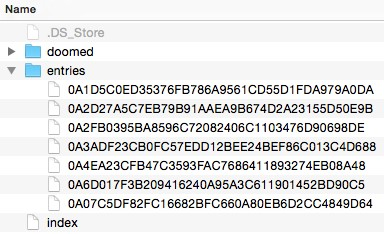 Name
.DS_Store
doomed
entries
0A1D5C0ED35376FB786A9561CD55D1FDA979A0DA
0A2D27A5C7EB79B91AAEA9B674D2A23155D50E9B
0A2FB0395BA8596C72082406C1103476D90698DE
0A3ADF23CB0FC57EDD12BEE24BEF86C013C4D688
0A4EA23CFB47C3593FAC7686411893274EB08A48
0A6D017F3B209416240A95A3C611901452BD90C5
0A07C5DF82FC16682BFC660A80EB6D2CC4849D64
index